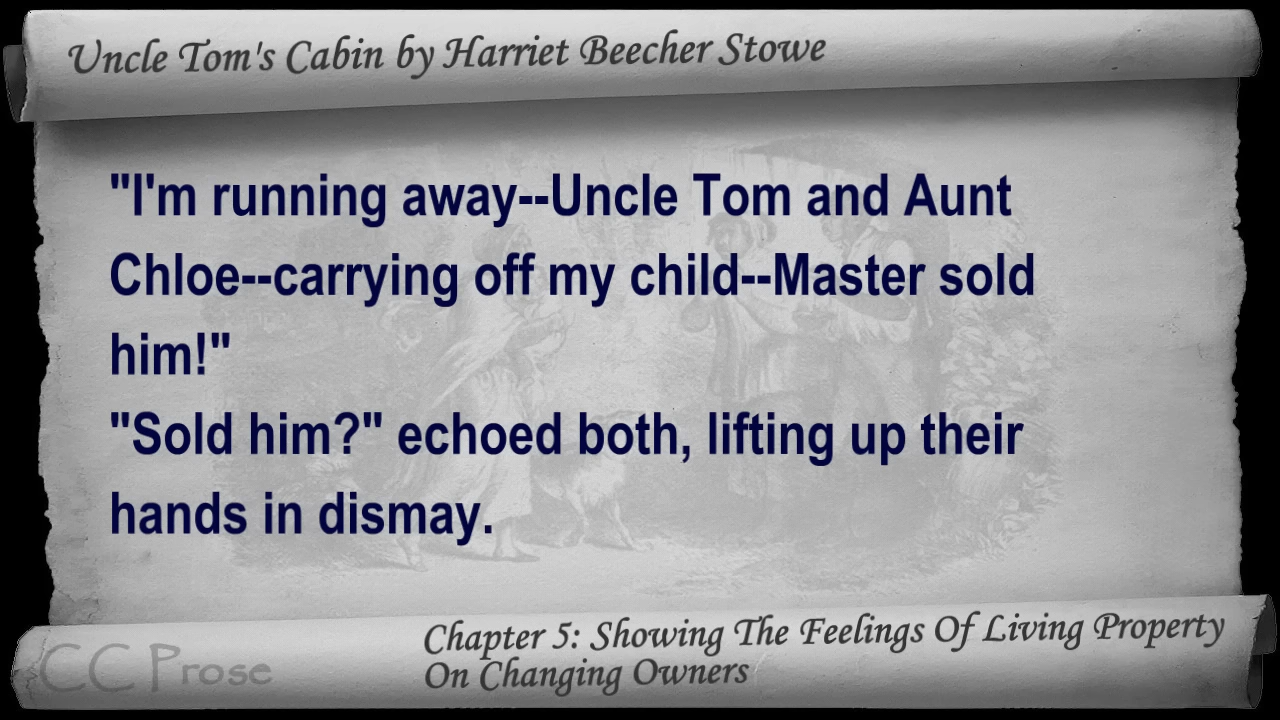 Uncle Tom's Cabin by Harriet Beecher Stowe
"I'm running away--Uncle Tom and Aunt
Chloe--carrying off my child--Master sold
him!"
"Sold him?" echoed both, lifting up their
hands in dismay.
Chapter 5: Showing The Feelings Of Living Property
On Changing Owners
CC Prose